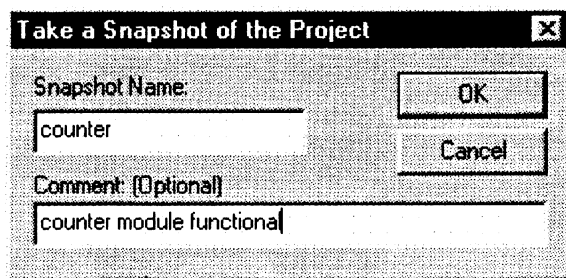 Take a Snapshot of the Project
Snapshot Name:
OK
counter
Cancel
Comment: (Optional)
counter module functional